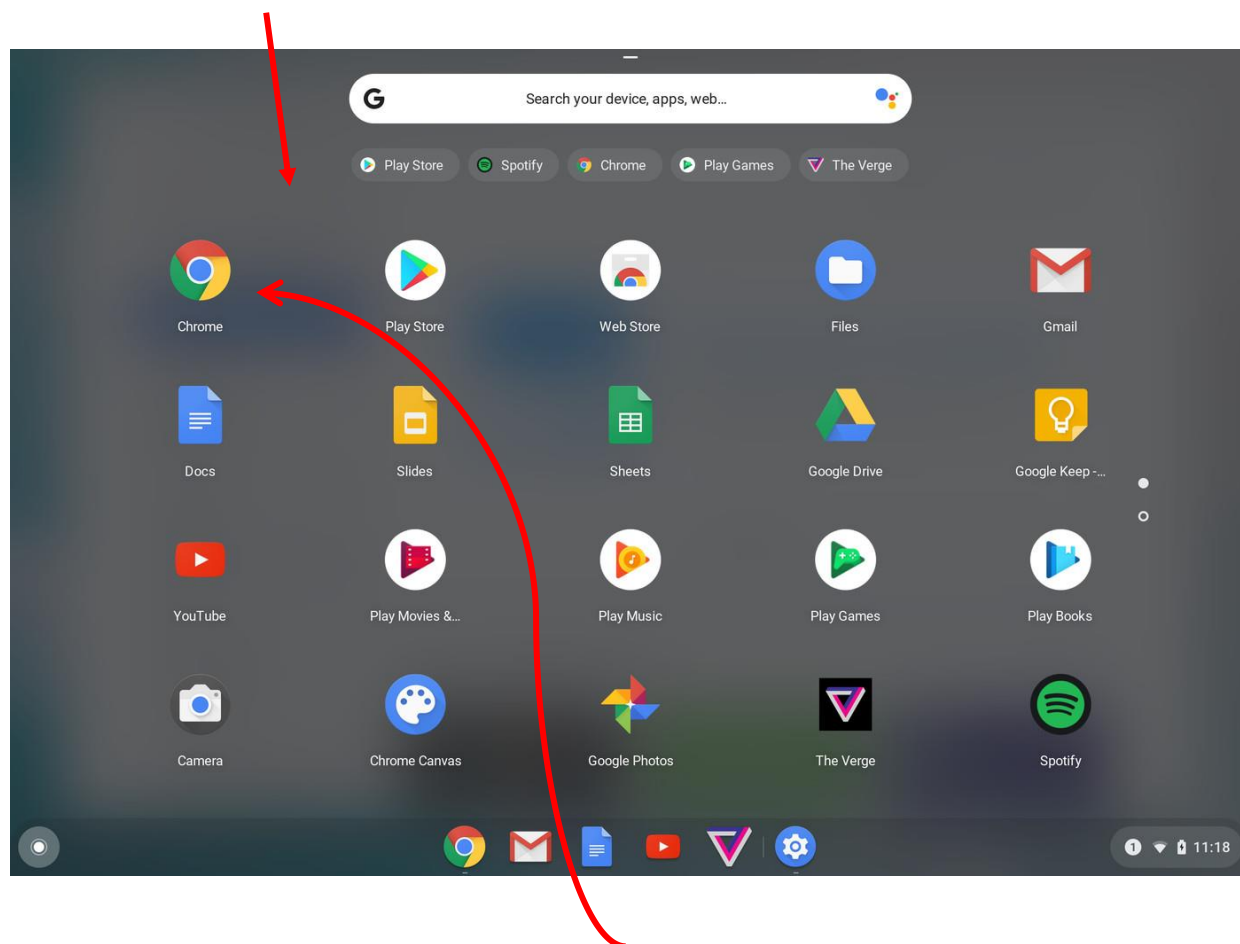 G Search your device, apps, web...
Play Store Spotify Chrome Play Games The Verge
Chrome Play Store Web Store Files Gmail
Docs Slides Sheets Google Drive Google Keep -...
YouTube Play Movies &... Play Music Play Games Play Books
Camera Chrome Canvas Google Photos The Verge Spotify
1 11:18